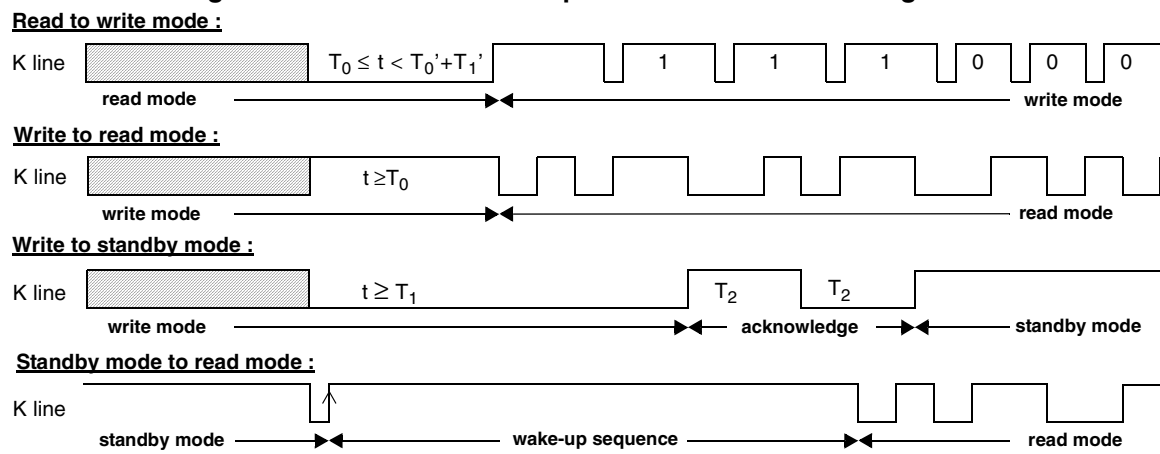 Read to write mode :
K line T₀ ≤ t < T₀'+T₁' 1 1 1 0 0 0
read mode write mode
Write to read mode :
K line t ≥T₀
write mode read mode
Write to standby mode :
K line t ≥ T₁ T₂ T₂
write mode acknowledge standby mode
Standby mode to read mode :
K line
standby mode wake-up sequence read mode